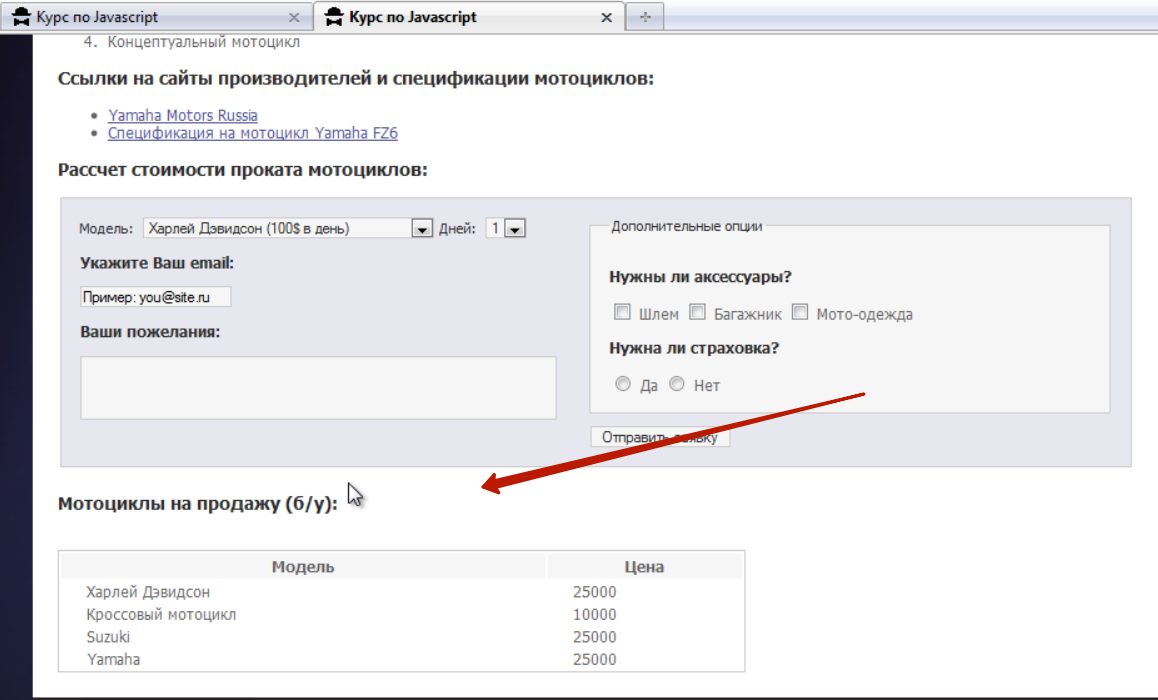 Курс по Javascript
Курс по Javascript
4. Концептуальный мотоцикл
Ссылки на сайты производителей и спецификации мотоциклов:
Yamaha Motors Russia
Спецификация на мотоцикл Yamaha FZ6
Рассчет стоимости проката мотоциклов:
Модель: Харлей Дэвидсон (100$ в день) Дней: 1
Укажите Ваш email:
Пример: you@site.ru
Ваши пожелания:
Дополнительные опции
Нужны ли аксессуары?
Шлем Багажник Мото-одежда
Нужна ли страховка?
Да Нет
Отправить заявку
Мотоциклы на продажу (б/у):
Модель Цена
Харлей Дэвидсон 25000
Кроссовый мотоцикл 10000
Suzuki 25000
Yamaha 25000